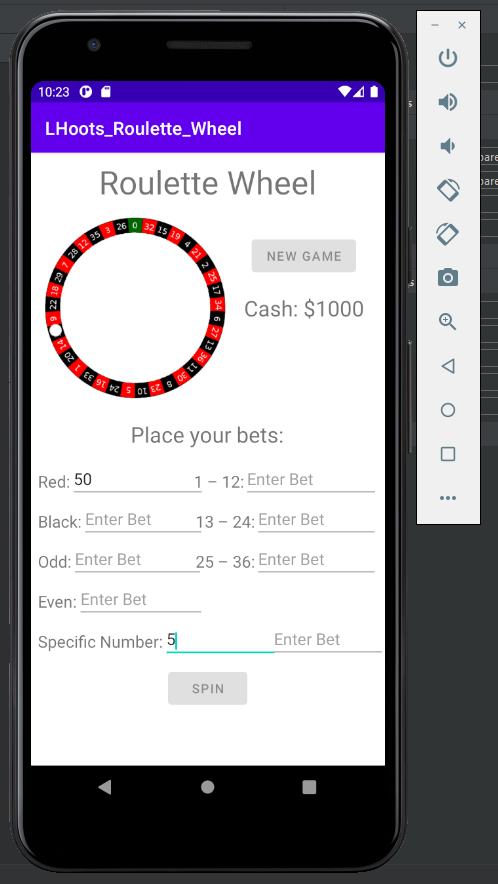 10:23
LHoots_Roulette_Wheel
Roulette Wheel
0 32 15 19 4 21 2 25 17 34 6 27 13 36 11 30 8 23 10 5 24 16 33 1 20 14 9 22 18 29 7 28 12 35 3 26
NEW GAME
Cash: $1000
Place your bets:
Red: 50 1 – 12: Enter Bet
Black: Enter Bet 13 – 24: Enter Bet
Odd: Enter Bet 25 – 36: Enter Bet
Even: Enter Bet
Specific Number: 5 Enter Bet
SPIN